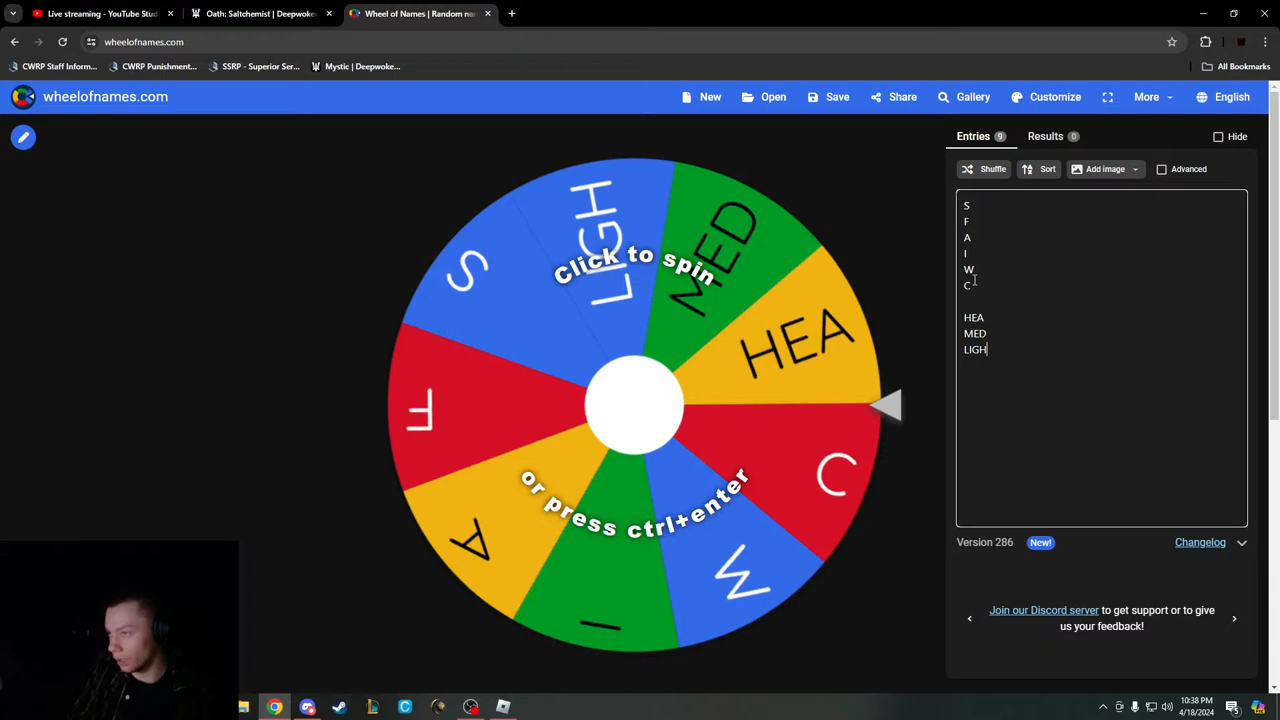 Live streaming - YouTube Stud
Oath: Saltchemist | Deepwoke
Wheel of Names | Random na
wheelofnames.com
CWRP Staff Inform...
CWRP Punishment...
SSRP - Superior Ser...
Mystic | Deepwoke...
All Bookmarks
wheelofnames.com
New
Open
Save
Share
Gallery
Customize
More
English
Entries 9
Results 0
Hide
Shuffle
Sort
Add image
Advanced
S
F
A
I
W
C
HEA
MED
LIGH
S
LIGH
MED
HEA
C
W
I
A
F
Click to spin
or press ctrl+enter
Version 286
New!
Changelog
Join our Discord server to get support or to give
us your feedback!
10:38 PM
4/18/2024
5